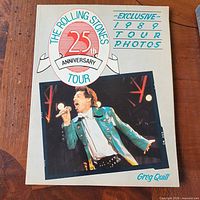 THE ROLLING STONES
25th
ANNIVERSARY
TOUR
-EXCLUSIVE-
1989
TOUR
PHOTOS
Greg Quill